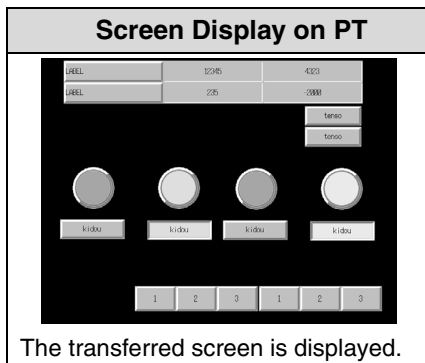 Screen Display on PT
LABEL 12345 4323
LABEL 235 -2000
tenso
tenso
kidou kidou kidou kidou
1 2 3 1 2 3
The transferred screen is displayed.